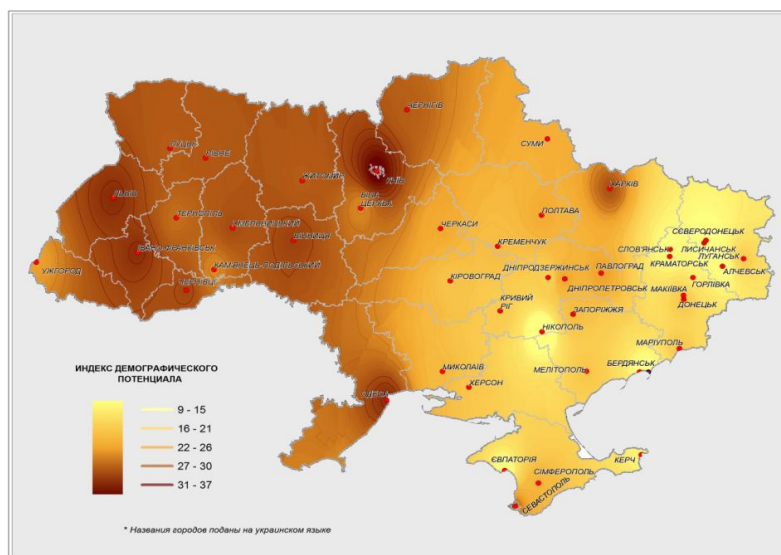 ЧЕРНІГІВ
СУМИ
ЛУЦЬК
РІВНЕ
КИЇВ
ЖИТОМИР
ХАРКІВ
ЛЬВІВ
БІЛА
ЦЕРКВА
ТЕРНОПІЛЬ
ПОЛТАВА
ХМЕЛЬНИЦЬКИЙ
ЧЕРКАСИ
ВІННИЦЯ
СЄВЕРОДОНЕЦЬК
КРЕМЕНЧУК
ІВАНО-ФРАНКІВСЬК
СЛОВ'ЯНСЬК
ЛИСИЧАНСЬК
ЛУГАНСЬК
УЖГОРОД
КАМ'ЯНЕЦЬ-ПОДІЛЬСЬКИЙ
КРАМАТОРСЬК
АЛЧЕВСЬК
ДНІПРОДЗЕРЖИНСЬК
ПАВЛОГРАД
КІРОВОГРАД
ГОРЛІВКА
ЧЕРНІВЦІ
ДНІПРОПЕТРОВСЬК
МАКІЇВКА
ДОНЕЦЬК
КРИВИЙ
РІГ
ЗАПОРІЖЖЯ
НІКОПОЛЬ
МАРІУПОЛЬ
МИКОЛАЇВ
МЕЛІТОПОЛЬ
БЕРДЯНСЬК
ХЕРСОН
ОДЕСА
ИНДЕКС ДЕМОГРАФИЧЕСКОГО
ПОТЕНЦИАЛА
9 - 15
16 - 21
22 - 26
27 - 30
31 - 37
ЄВПАТОРІЯ
КЕРЧ
СІМФЕРОПОЛЬ
СЕВАСТОПОЛЬ
* Названия городов поданы на украинском языке